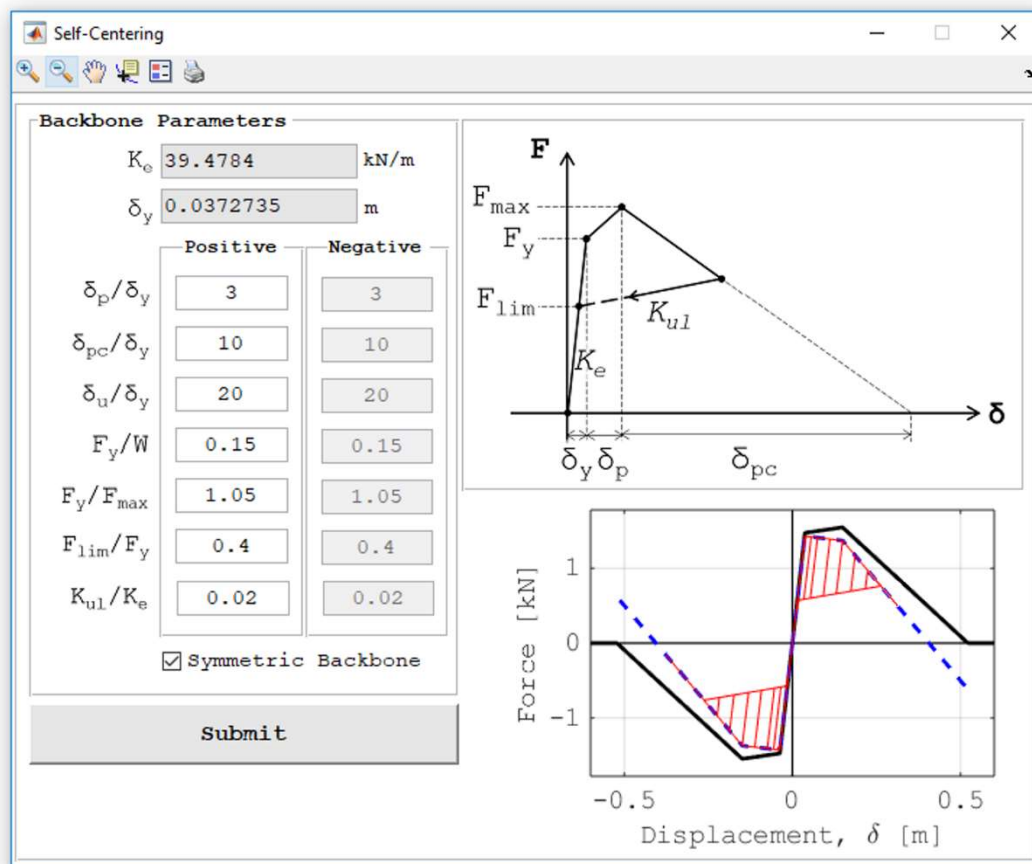 Self-Centering
Backbone Parameters
Kₑ 39.4784 kN/m
δy 0.0372735 m
Positive Negative
δp/δy 3 3
δpc/δy 10 10
δu/δy 20 20
Fy/W 0.15 0.15
Fy/Fmax 1.05 1.05
Flim/Fy 0.4 0.4
Kul/Ke 0.02 0.02
Symmetric Backbone
Submit
F
Fmax
Fy
Flim
Kul
Ke
δ
δy δp δpc
Force [kN]
1
0
-1
-0.5 0 0.5
Displacement, δ [m]